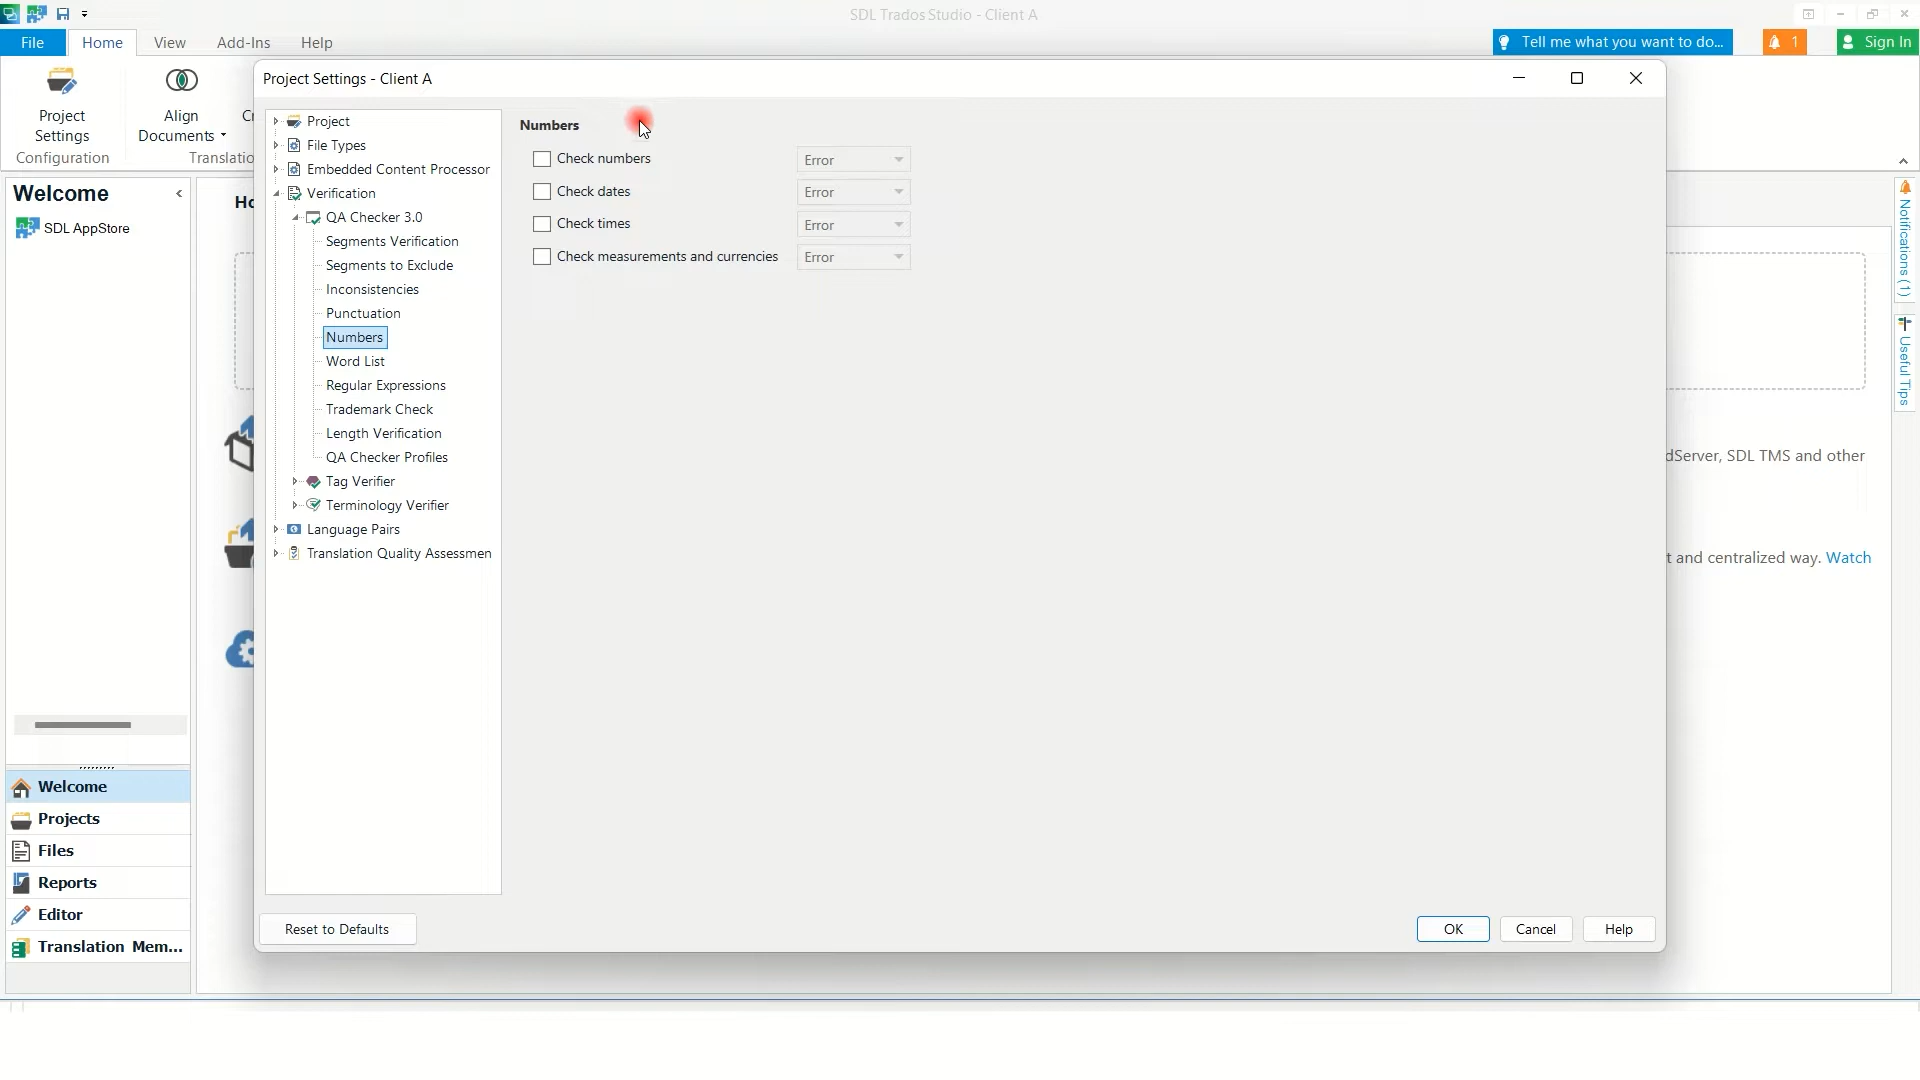 SDL Trados Studio - Client A
File
Home
View
Add-Ins
Help
Tell me what you want to do...
1
Sign In
Project
Settings
Configuration
Align
Documents
Translatio
Project Settings - Client A
Welcome
SDL AppStore
Project
File Types
Embedded Content Processor
Verification
QA Checker 3.0
Segments Verification
Segments to Exclude
Inconsistencies
Punctuation
Numbers
Word List
Regular Expressions
Trademark Check
Length Verification
QA Checker Profiles
Tag Verifier
Terminology Verifier
Language Pairs
Translation Quality Assessmen
Numbers
Check numbers
Error
Check dates
Error
Check times
Error
Check measurements and currencies
Error
Notifications (1)
Useful Tips
dServer, SDL TMS and other
t and centralized way. Watch
Welcome
Projects
Files
Reports
Editor
Translation Mem...
Reset to Defaults
OK
Cancel
Help